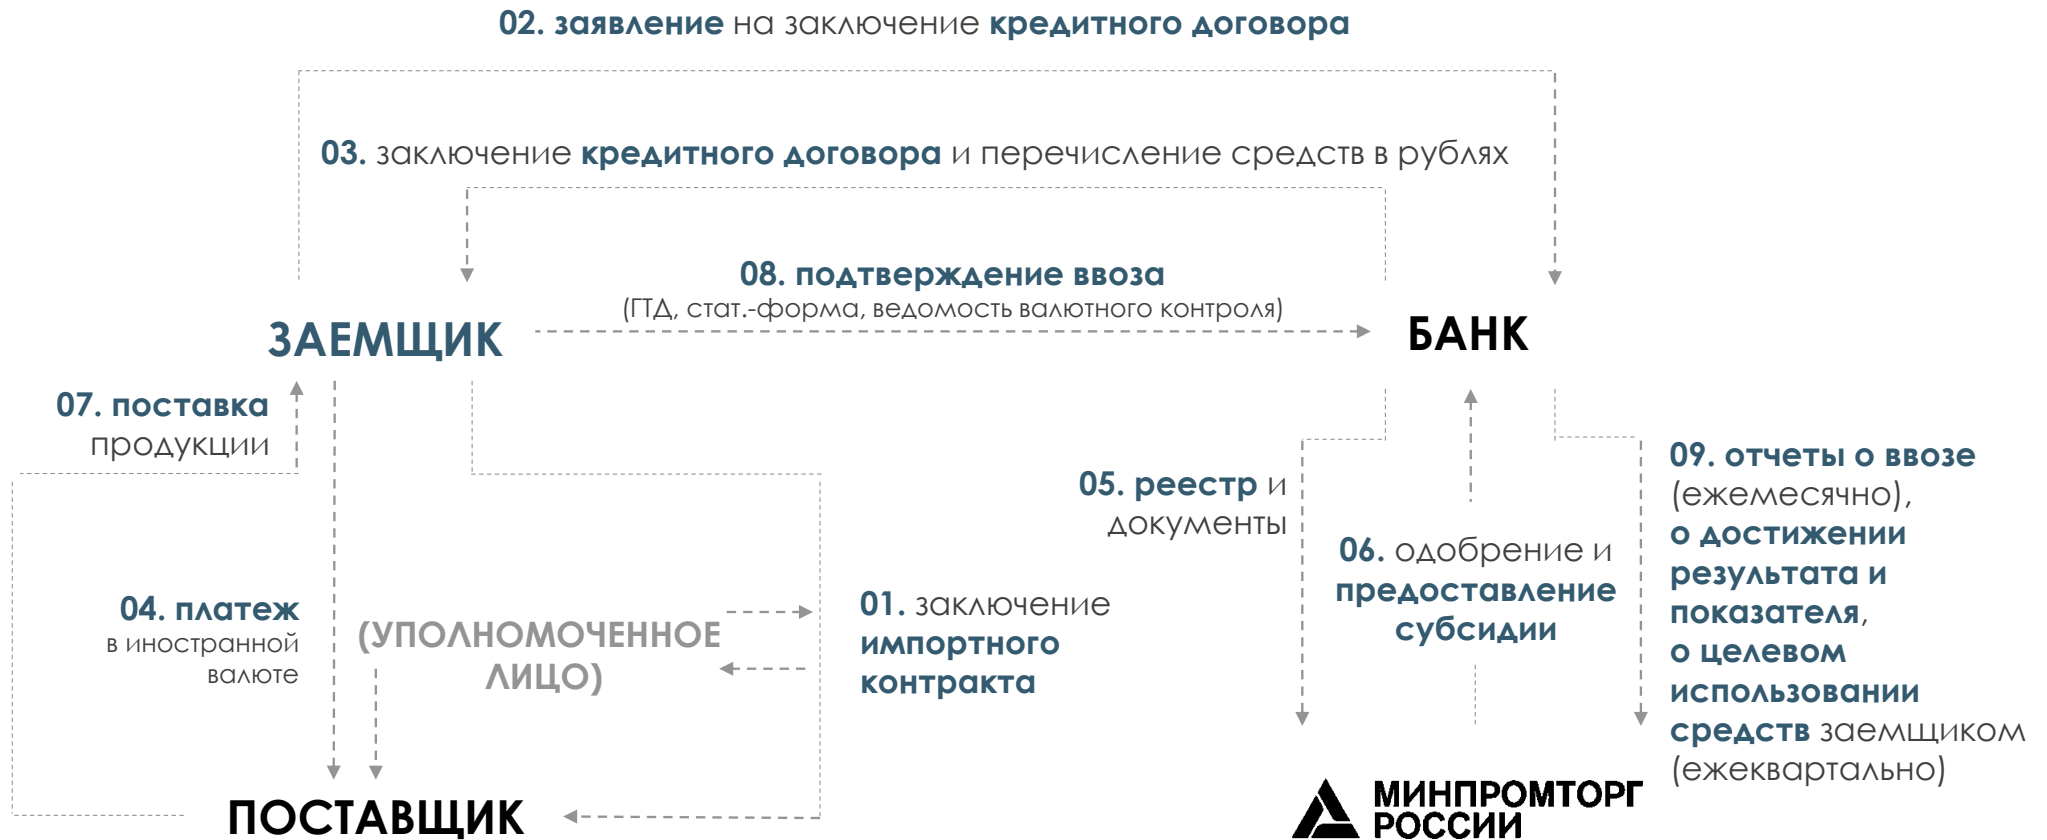 02. заявление на заключение кредитного договора
03. заключение кредитного договора и перечисление средств в рублях
08. подтверждение ввоза
(ГТД, стат.-форма, ведомость валютного контроля)
ЗАЕМЩИК
БАНК
07. поставка
продукции
05. реестр и
документы
06. одобрение и
предоставление
субсидии
09. отчеты о ввозе
(ежемесячно),
о достижении
результата и
показателя,
о целевом
использовании
средств заемщиком
(ежеквартально)
04. платеж
в иностранной
валюте
(УПОЛНОМОЧЕННОЕ
ЛИЦО)
01. заключение
импортного
контракта
ПОСТАВЩИК
МИНПРОМТОРГ
РОССИИ